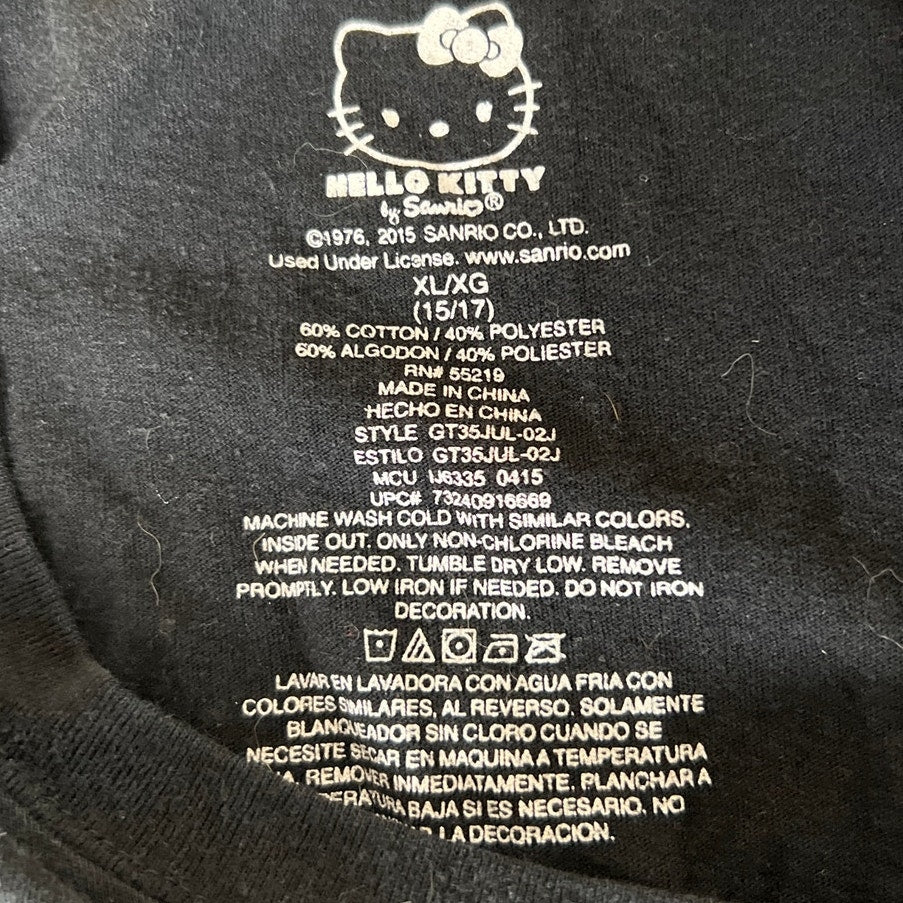 HELLO KITTY
by Sanrio®
©1976, 2015 SANRIO CO., LTD.
Used Under License. www.sanrio.com
XL/XG
(15/17)
60% COTTON / 40% POLYESTER
60% ALGODON / 40% POLIESTER
RN# 55219
MADE IN CHINA
HECHO EN CHINA
STYLE GT35JUL-02J
ESTILO GT35JUL-02J
MCU IJ6335 0415
UPC# 73240916669
MACHINE WASH COLD WITH SIMILAR COLORS,
INSIDE OUT. ONLY NON-CHLORINE BLEACH
WHEN NEEDED. TUMBLE DRY LOW. REMOVE
PROMPTLY. LOW IRON IF NEEDED. DO NOT IRON
DECORATION.
LAVAR EN LAVADORA CON AGUA FRIA CON
COLORES SIMILARES, AL REVERSO. SOLAMENTE
BLANQUEADOR SIN CLORO CUANDO SE
NECESITE SECAR EN MAQUINA A TEMPERATURA
REMOVER INMEDIATAMENTE. PLANCHAR A
BAJA SI ES NECESARIO. NO
LA DECORACION.